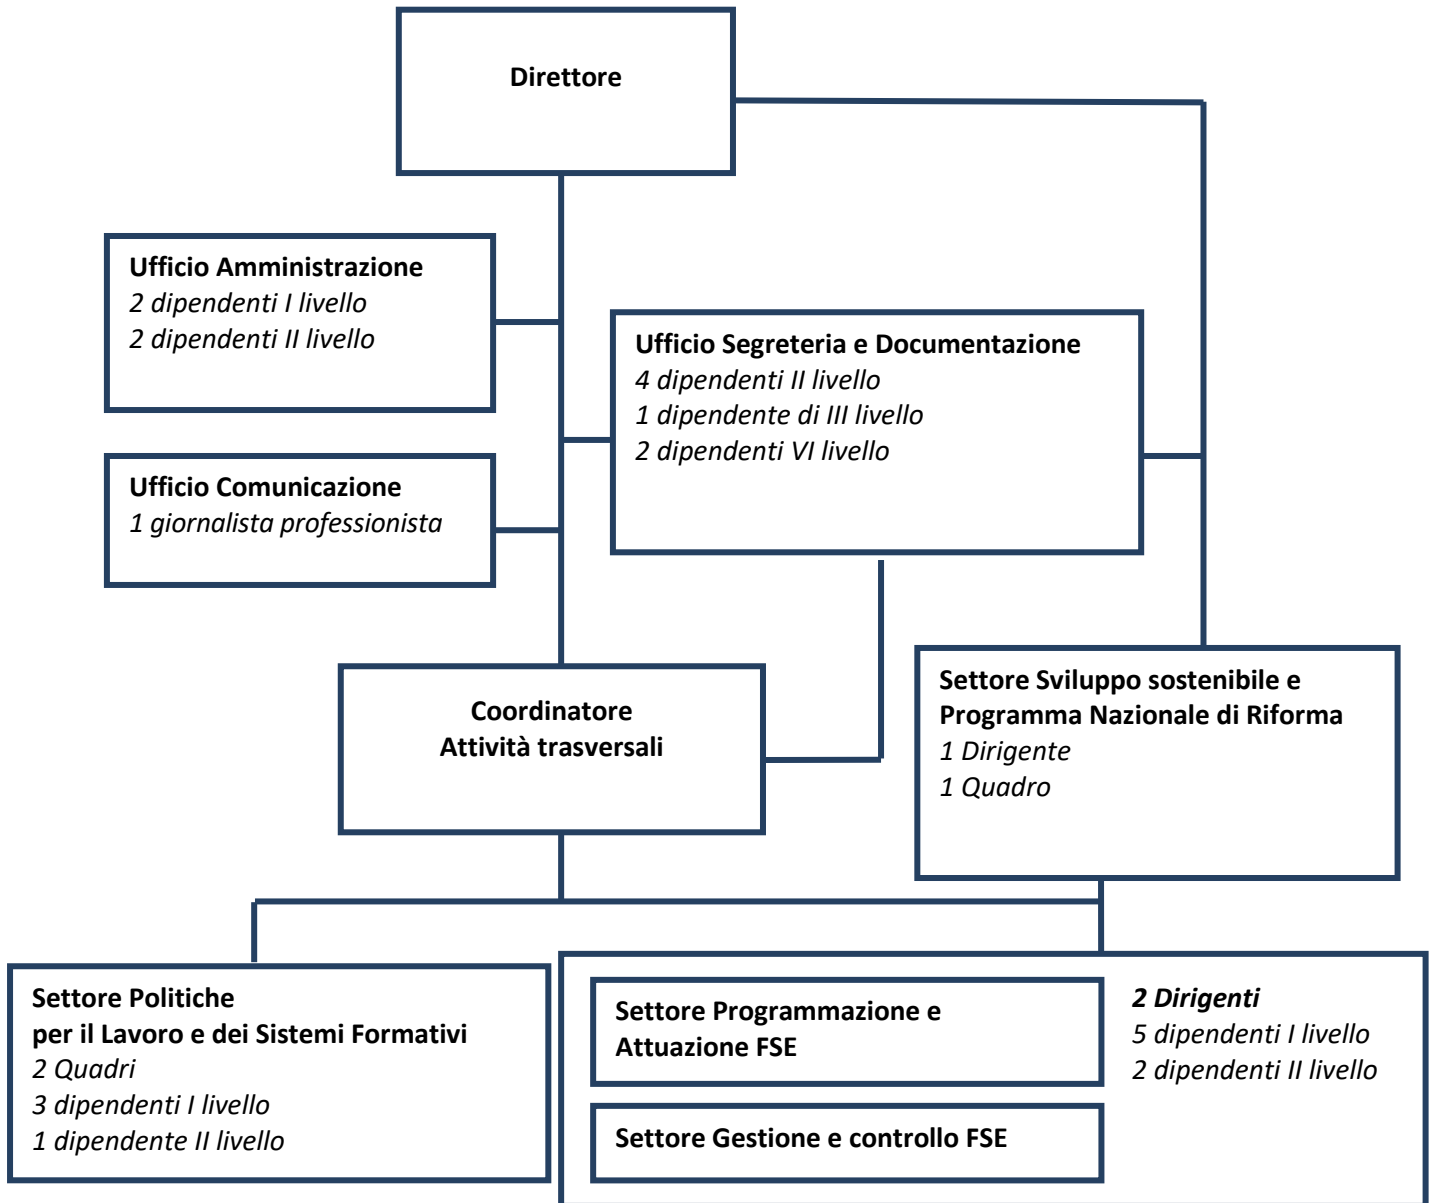 Direttore
Ufficio Amministrazione
2 dipendenti I livello
2 dipendenti II livello
Ufficio Segreteria e Documentazione
4 dipendenti II livello
1 dipendente di III livello
2 dipendenti VI livello
Ufficio Comunicazione
1 giornalista professionista
Coordinatore
Attività trasversali
Settore Sviluppo sostenibile e
Programma Nazionale di Riforma
1 Dirigente
1 Quadro
Settore Politiche
per il Lavoro e dei Sistemi Formativi
2 Quadri
3 dipendenti I livello
1 dipendente II livello
Settore Programmazione e
Attuazione FSE
Settore Gestione e controllo FSE
2 Dirigenti
5 dipendenti I livello
2 dipendenti II livello